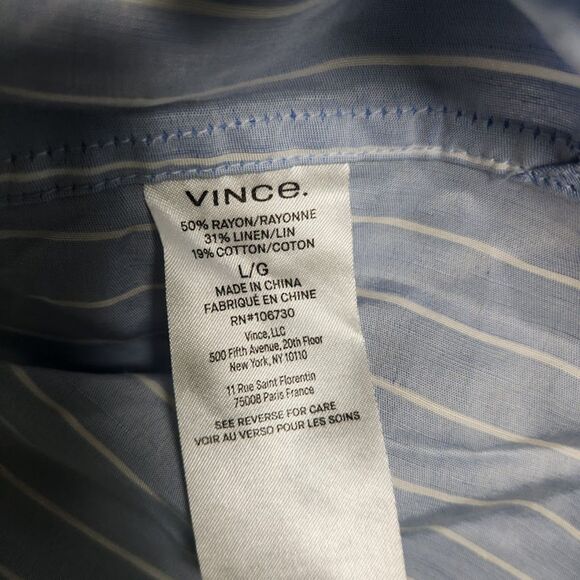 VINCE.
50% RAYON/RAYONNE
31% LINEN/LIN
19% COTTON/COTON
L/G
MADE IN CHINA
FABRIQUÉ EN CHINE
RN#106730
Vince, LLC
500 Fifth Avenue, 20th Floor
New York, NY 10110
11 Rue Saint Florentin
75008 Paris France
SEE REVERSE FOR CARE
VOIR AU VERSO POUR LES SOINS